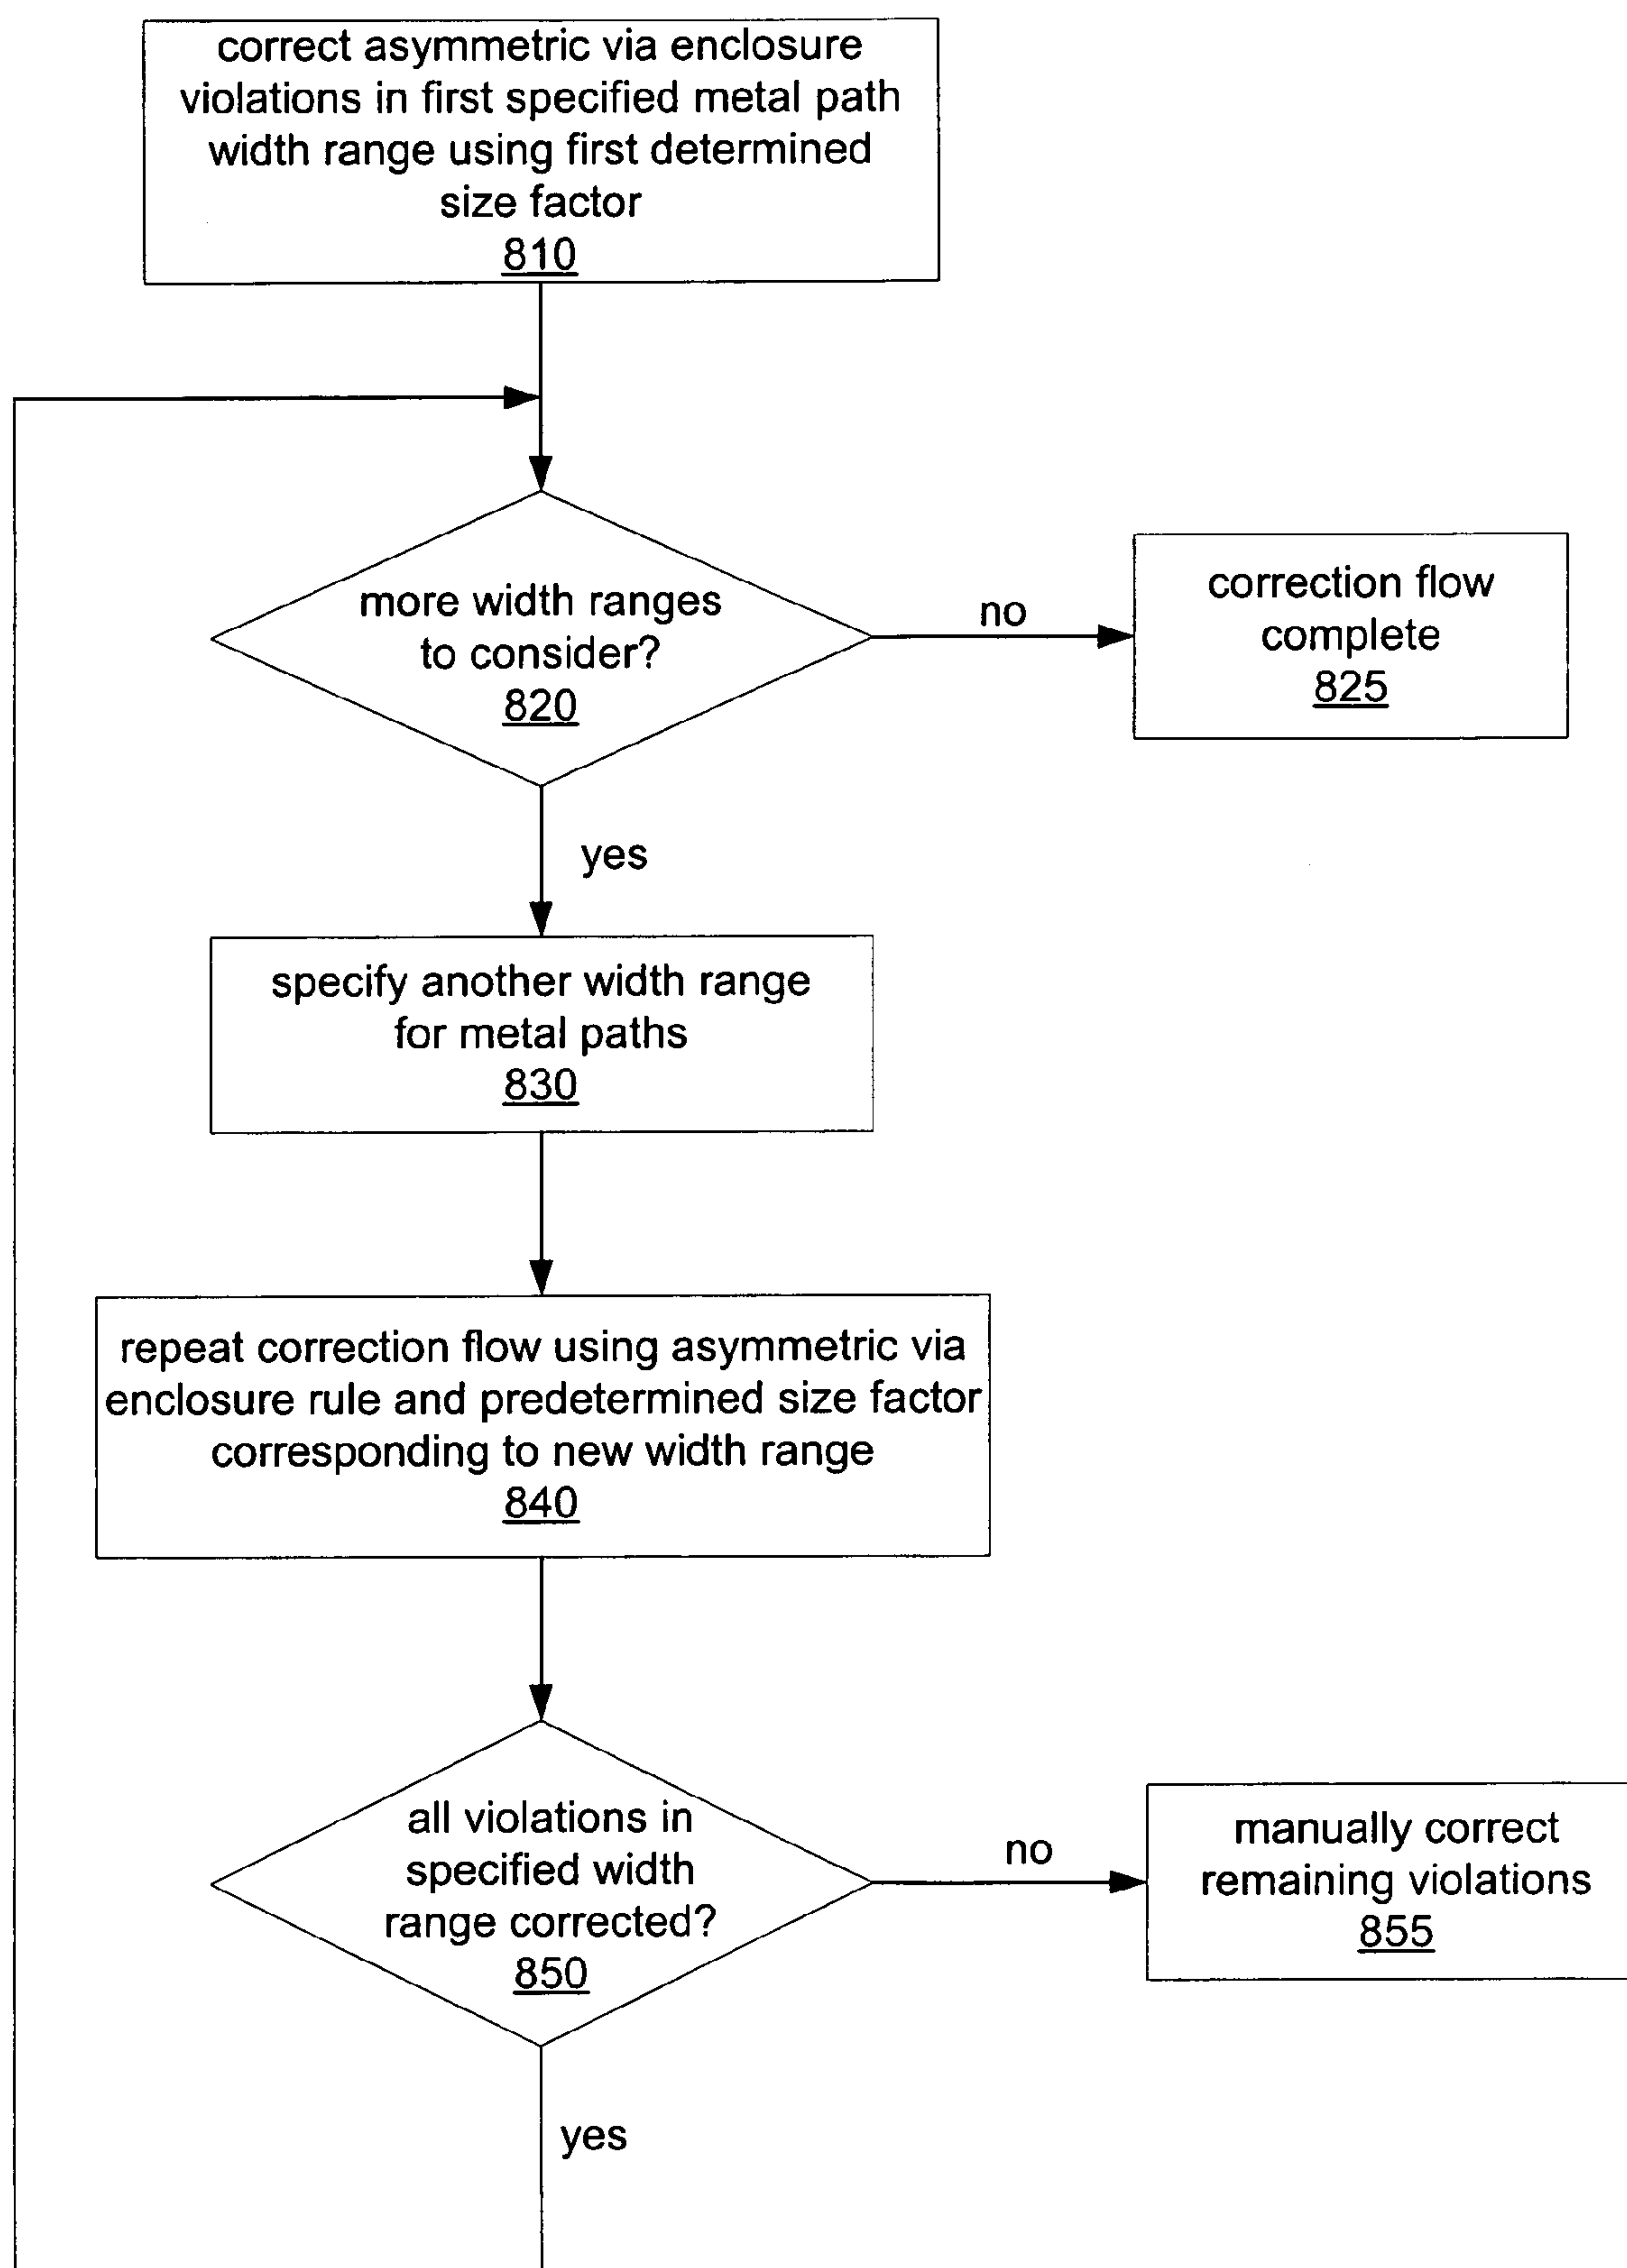 correct asymmetric via enclosure
violations in first specified metal path
width range using first determined
size factor
810
more width ranges
to consider?
820
no
correction flow
complete
825
yes
specify another width range
for metal paths
830
repeat correction flow using asymmetric via
enclosure rule and predetermined size factor
corresponding to new width range
840
all violations in
specified width
range corrected?
850
no
manually correct
remaining violations
855
yes